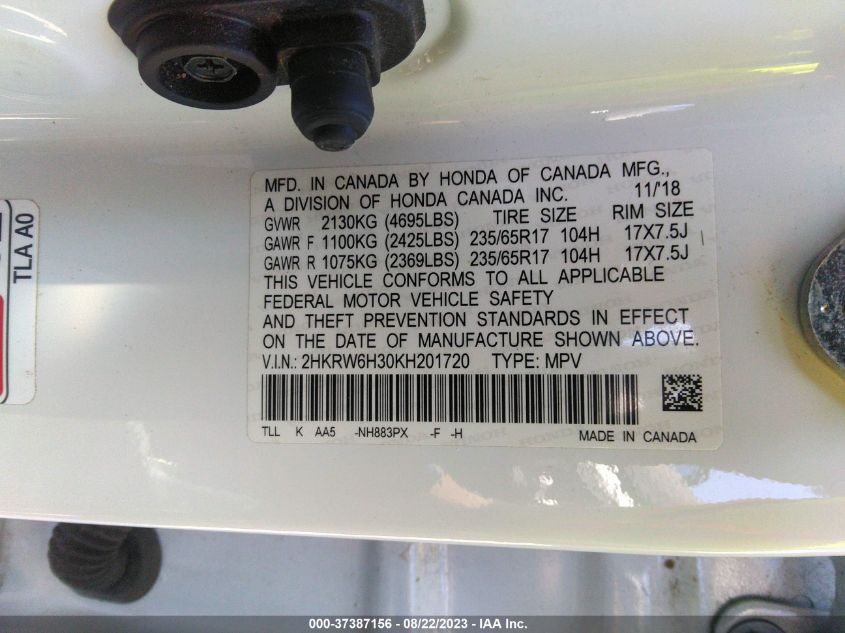 MFD. IN CANADA BY HONDA OF CANADA MFG.,
A DIVISION OF HONDA CANADA INC. 11/'18
GVWR 2130KG (4695LBS) TIRE SIZE RIM SIZE
GAWR F 1100KG (2425LBS) 235/65R17 104H 17X7.5J
GAWR R 1075KG (2369LBS) 235/65R17 104H 17X7.5J
THIS VEHICLE CONFORMS TO ALL APPLICABLE
FEDERAL MOTOR VEHICLE SAFETY
AND THEFT PREVENTION STANDARDS IN EFFECT
ON THE DATE OF MANUFACTURE SHOWN ABOVE.
V.I.N.: 2HKRW6H30KH201720 TYPE: MPV
TLL K AA5 -NH883PX -F -H MADE IN CANADA
TLA A0
000-37387156 - 08/22/2023 - IAA Inc.